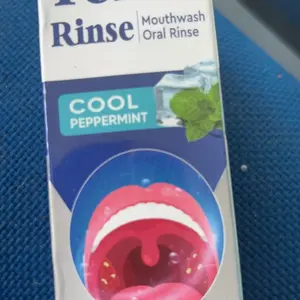 Rinse
Mouthwash
Oral Rinse
COOL
PEPPERMINT